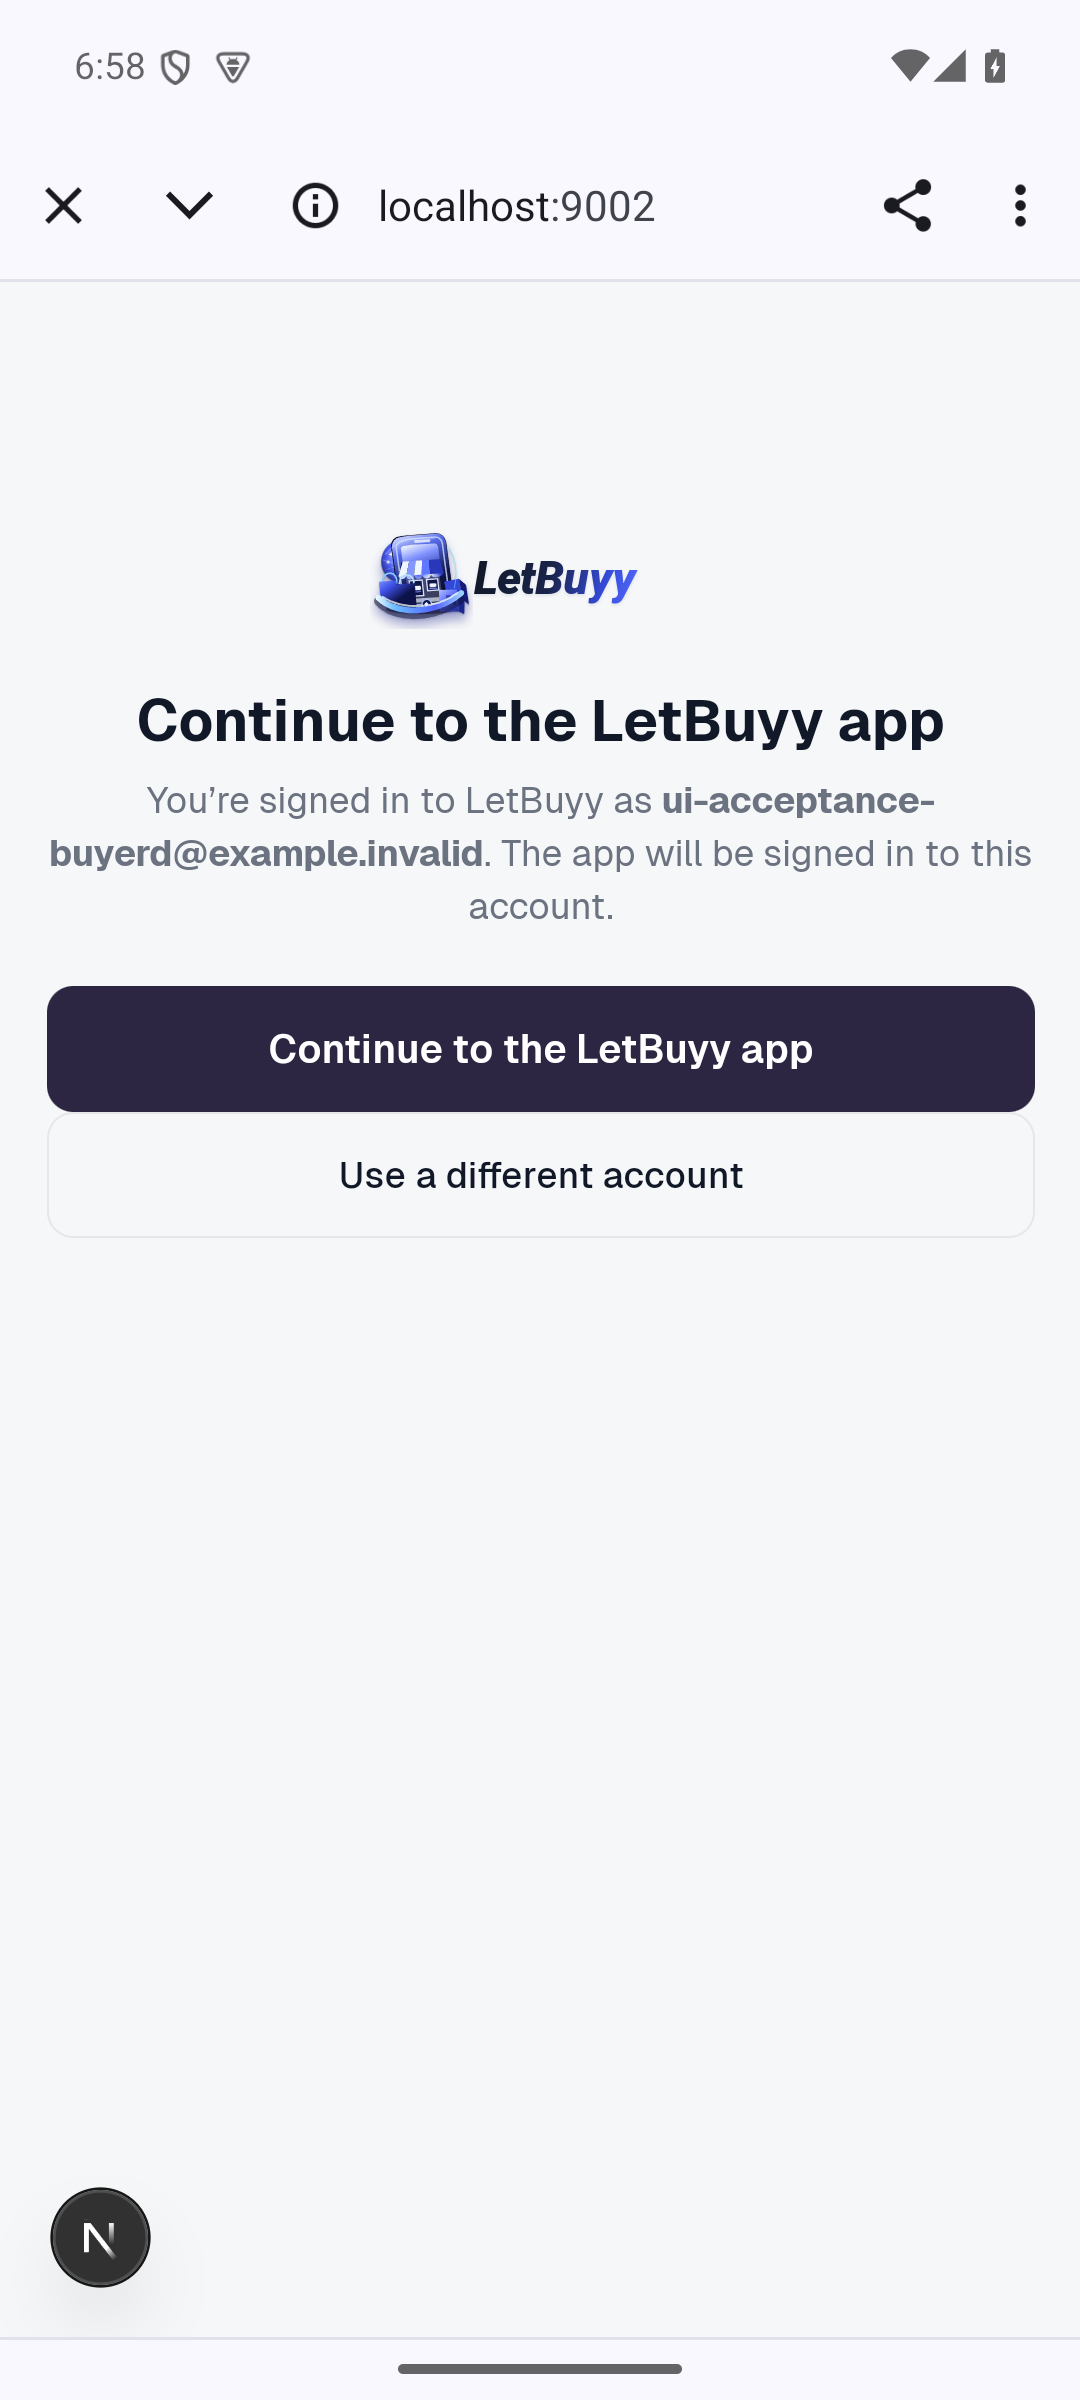 6:58
localhost:9002
LetBuyy
Continue to the LetBuyy app
You’re signed in to LetBuyy as ui-acceptance-
buyerd@example.invalid. The app will be signed in to this
account.
Continue to the LetBuyy app
Use a different account
N